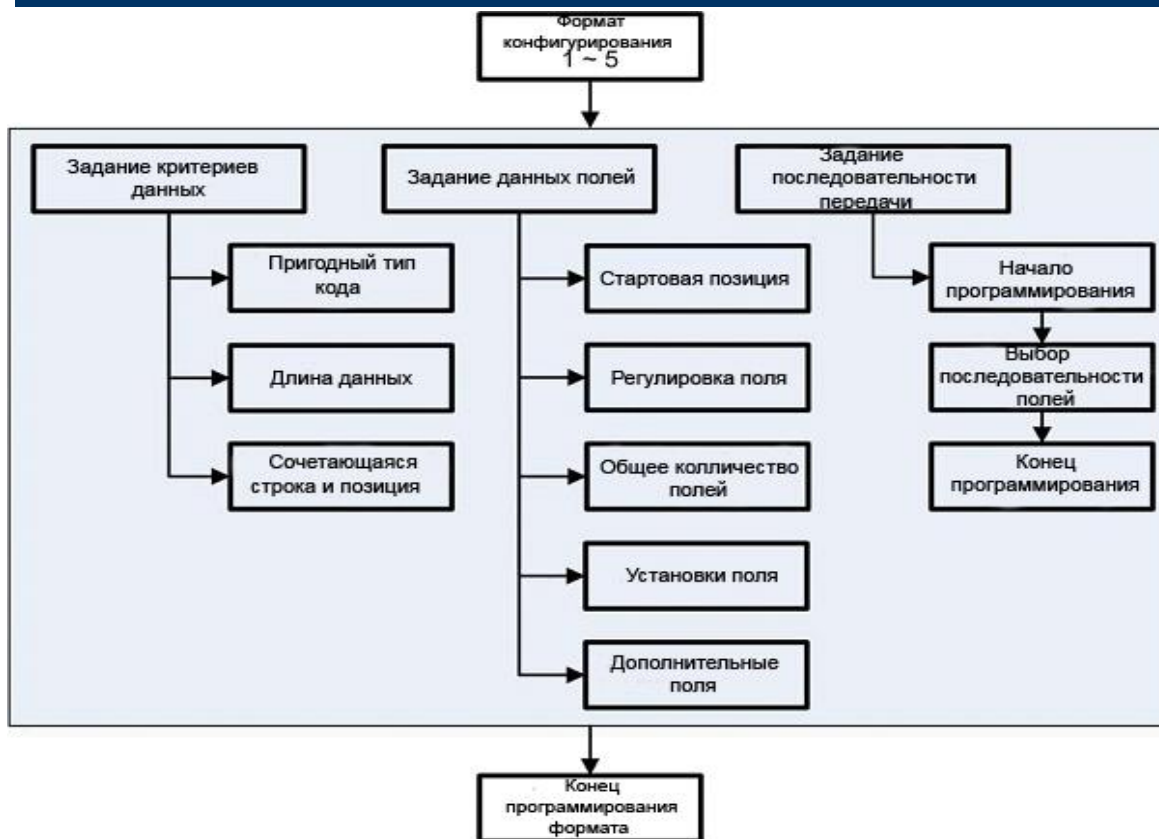 Формат
конфигурирования
1 ~ 5
Задание критериев
данных
Пригодный тип
кода
Длина данных
Сочетающаяся
строка и позиция
Задание данных полей
Стартовая позиция
Регулировка поля
Общее колличество
полей
Установки поля
Дополнительные
поля
Задание
последовательности
передачи
Начало
программирования
Выбор
последовательности
полей
Конец
программирования
Конец
программирования
формата